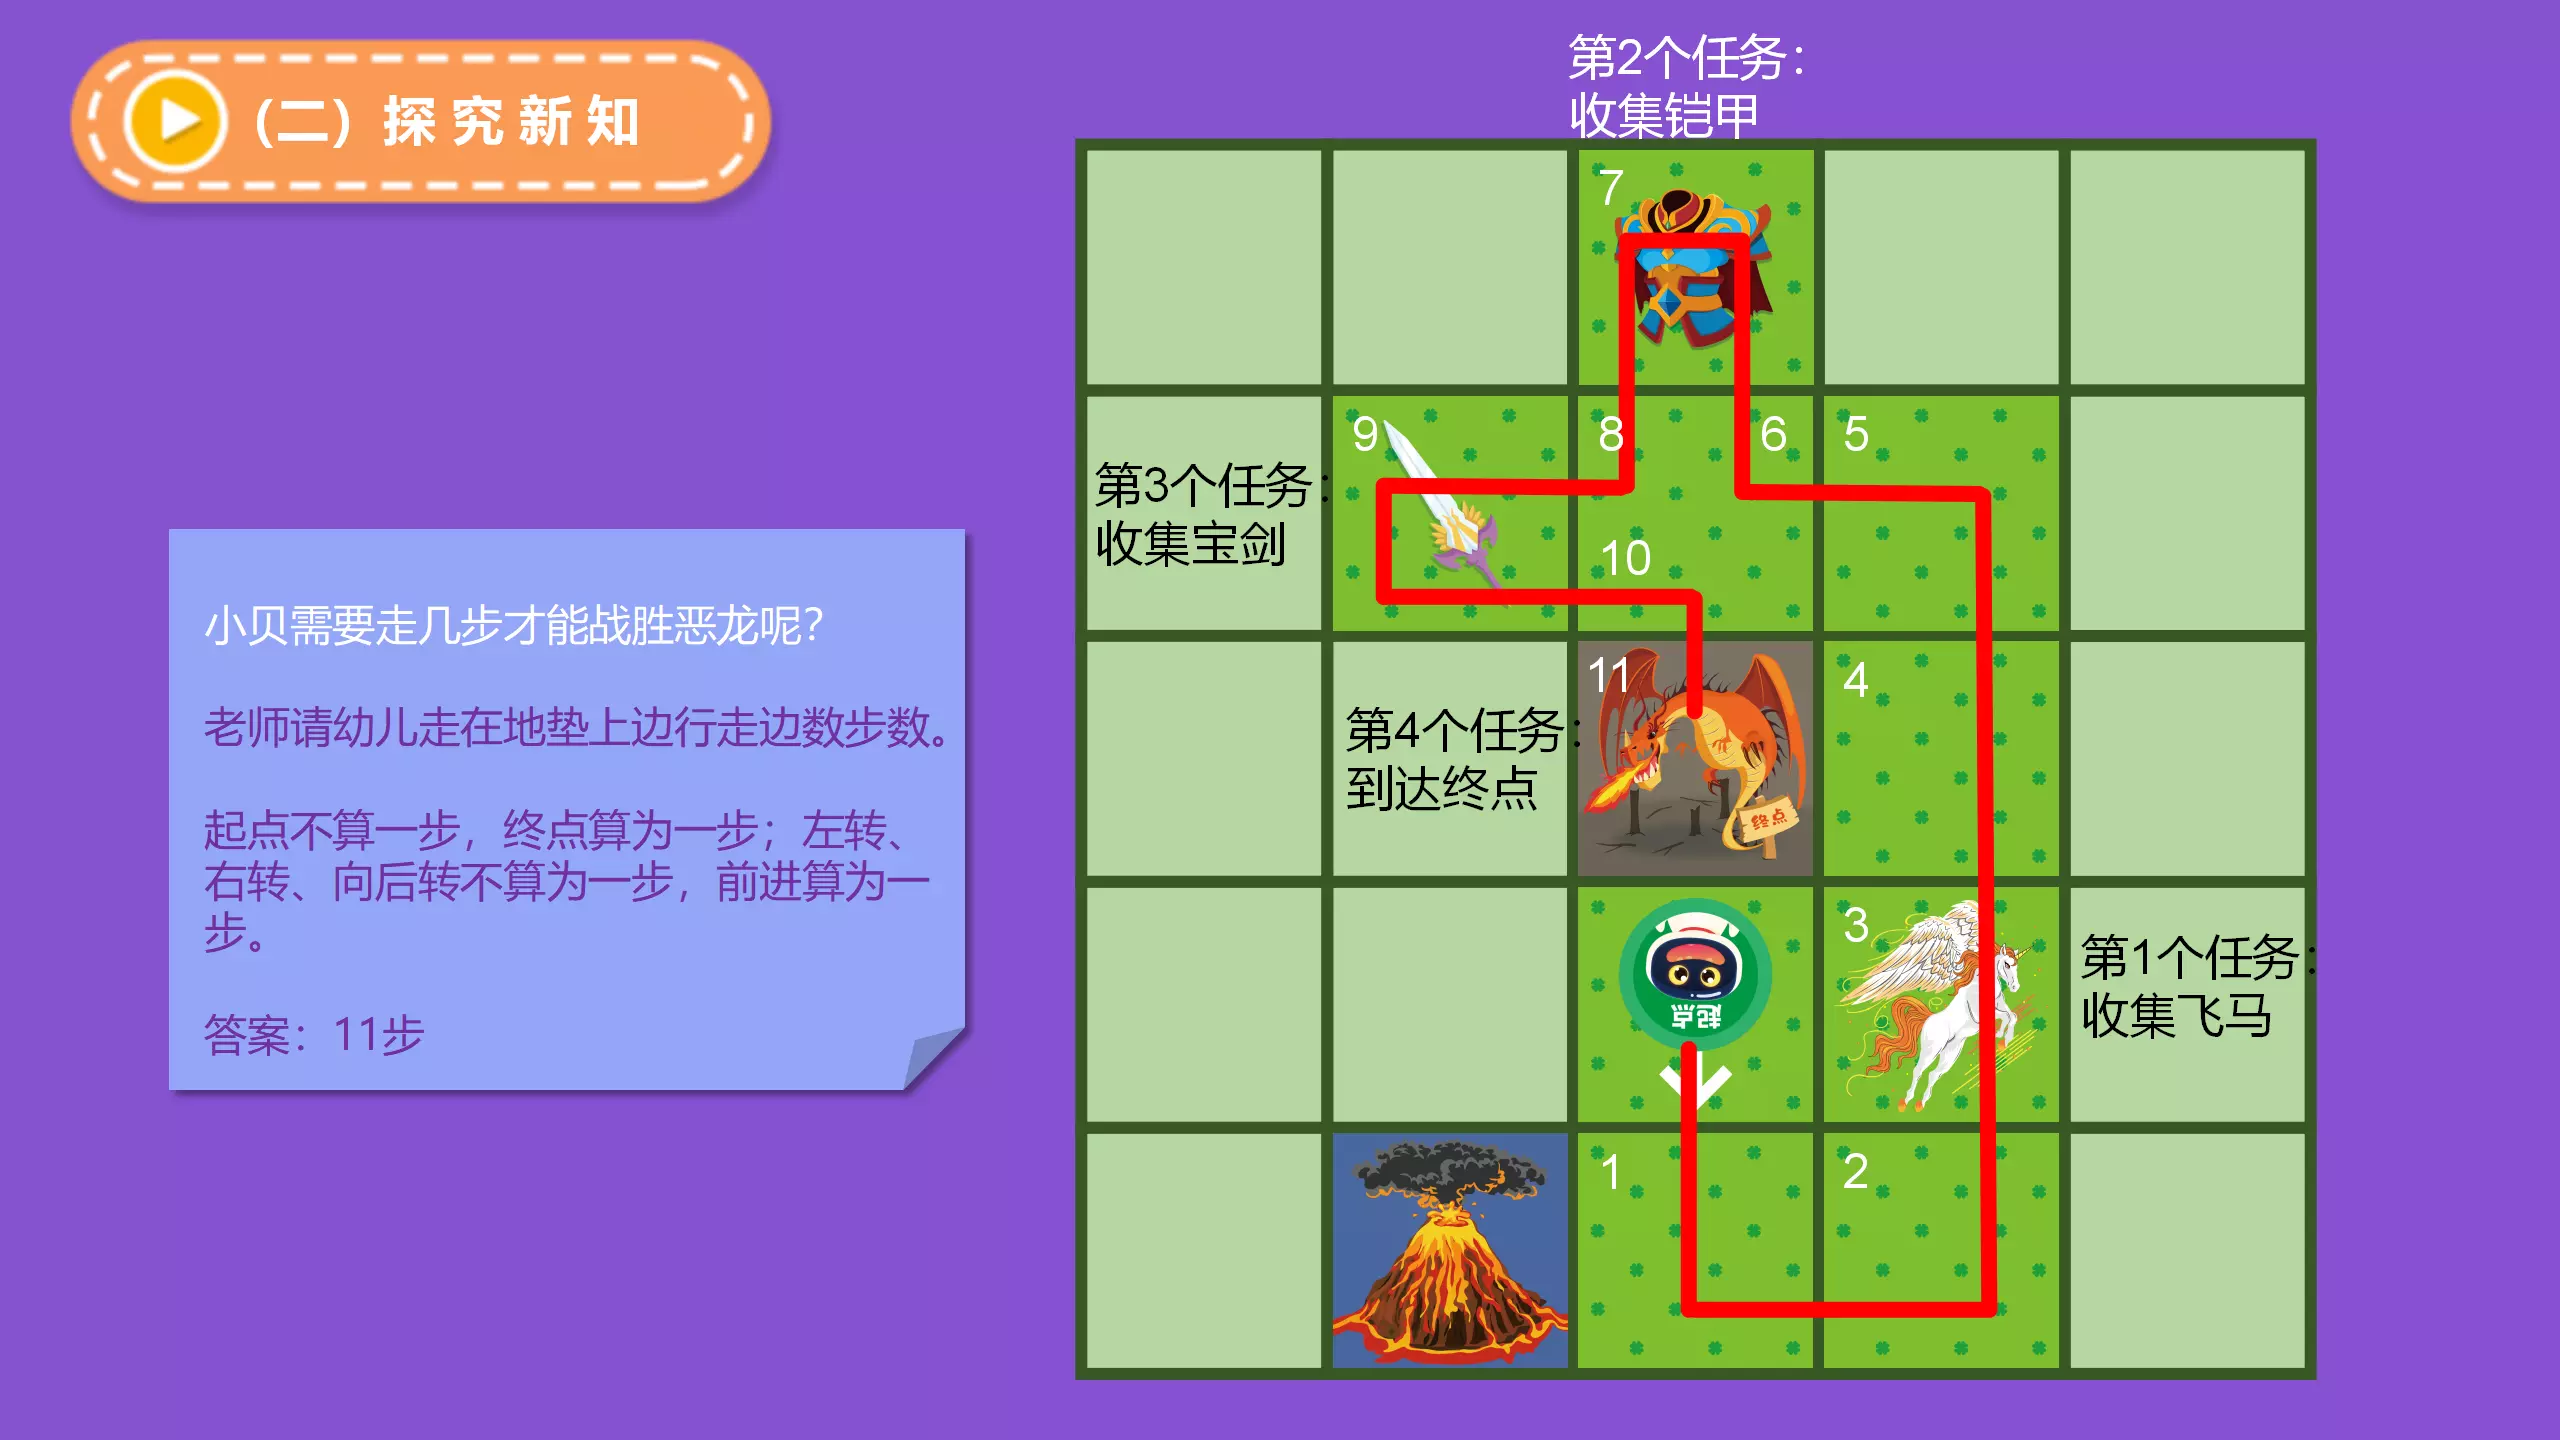 (二) 探究新知
小贝需要走几步才能战胜恶龙呢？
老师请幼儿走在地垫上边行走边数步数。
起点不算一步，终点算为一步；左转、
右转、向后转不算为一步，前进算为一
步。
答案：11步
第2个任务：
收集铠甲
7
9
8
6
5
第3个任务：
收集宝剑
10
11
4
第4个任务：
到达终点
终点
起点
3
第1个任务：
收集飞马
1
2